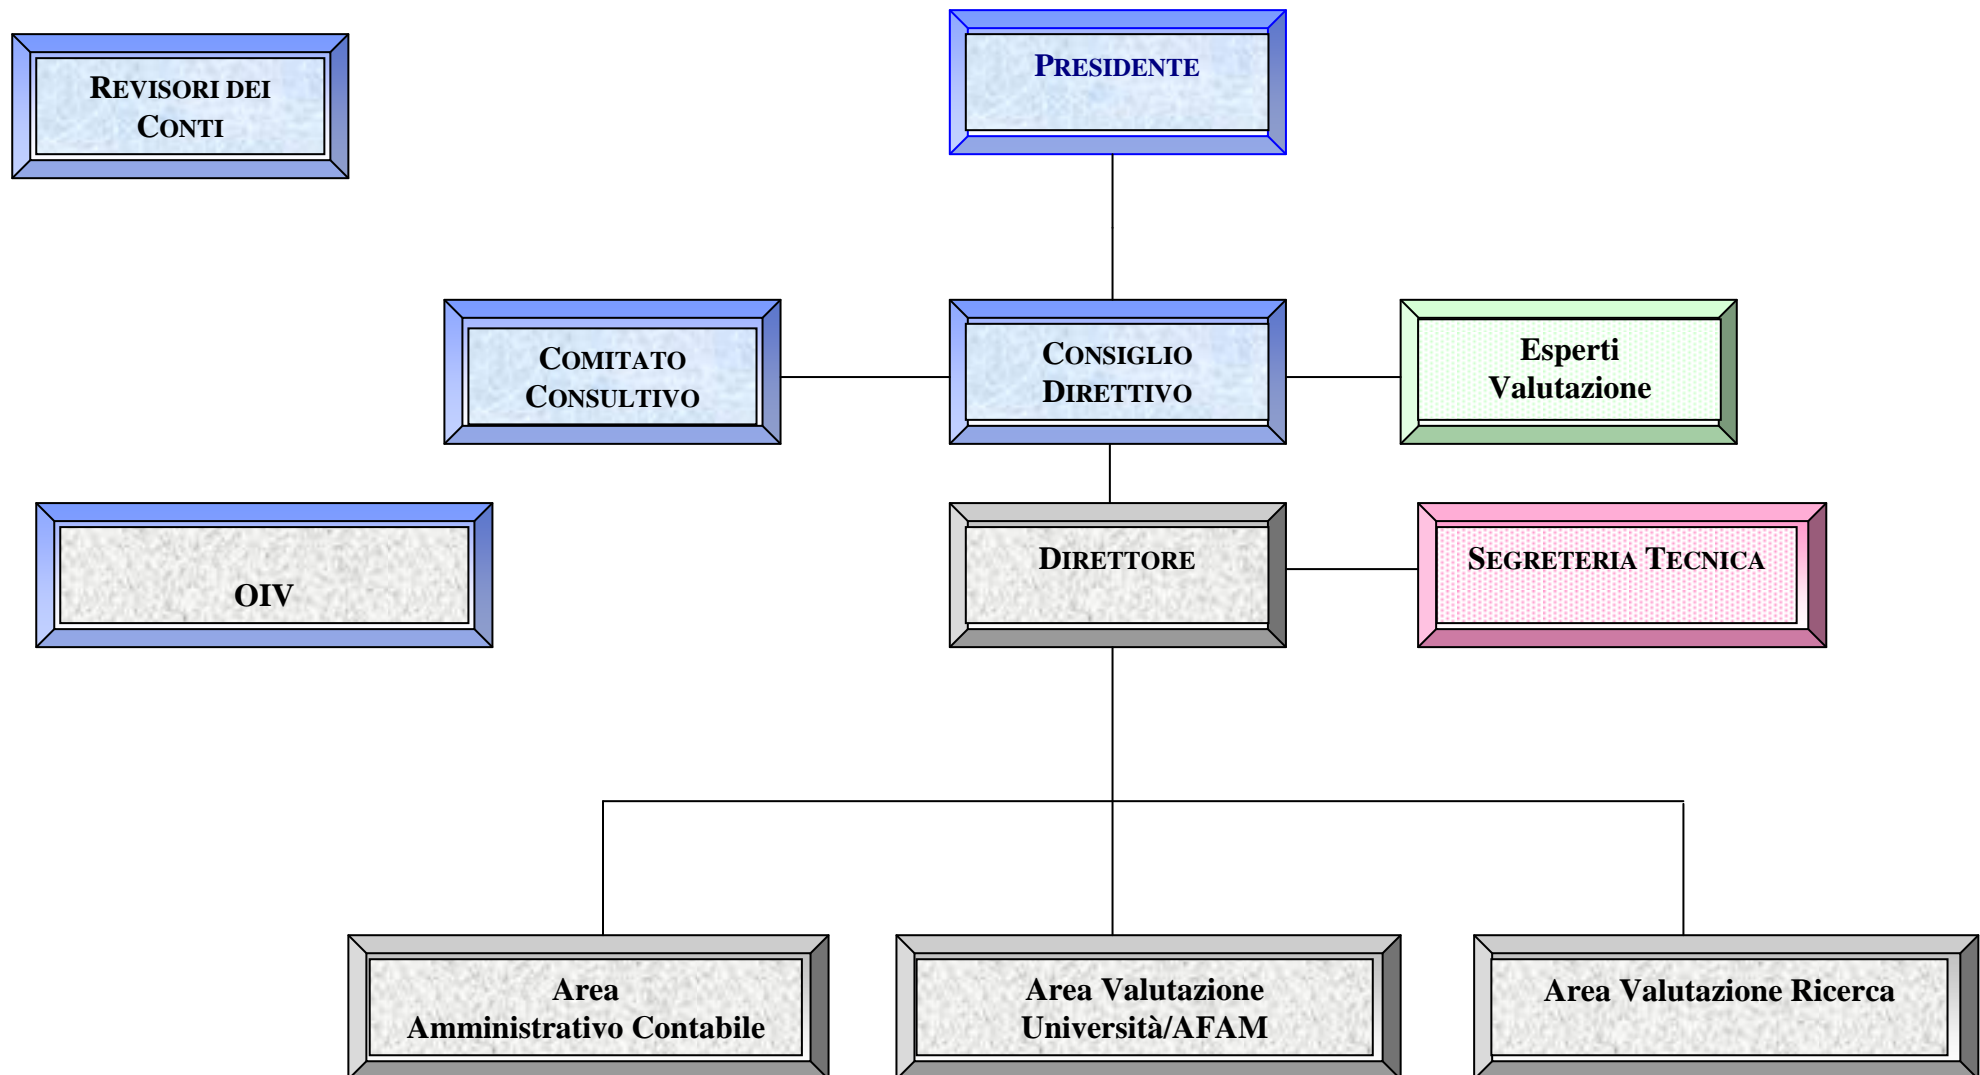 REVISORI DEI
CONTI
PRESIDENTE
COMITATO
CONSULTIVO
CONSIGLIO
DIRETTIVO
Esperti
Valutazione
OIV
DIRETTORE
SEGRETERIA TECNICA
Area
Amministrativo Contabile
Area Valutazione
Università/AFAM
Area Valutazione Ricerca